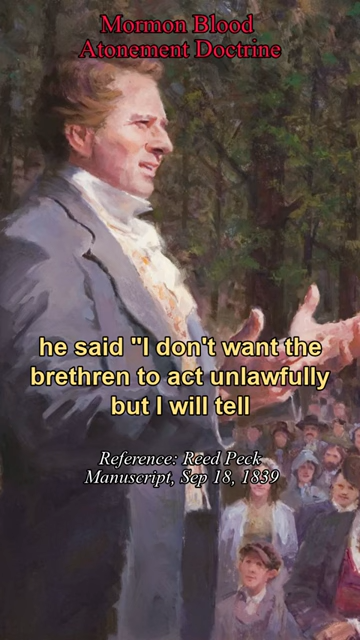 Mormon Blood
Atonement Doctrine
he said "I don't want the
brethren to act unlawfully
but I will tell
Reference: Reed Peck
Manuscript, Sep 18, 1839